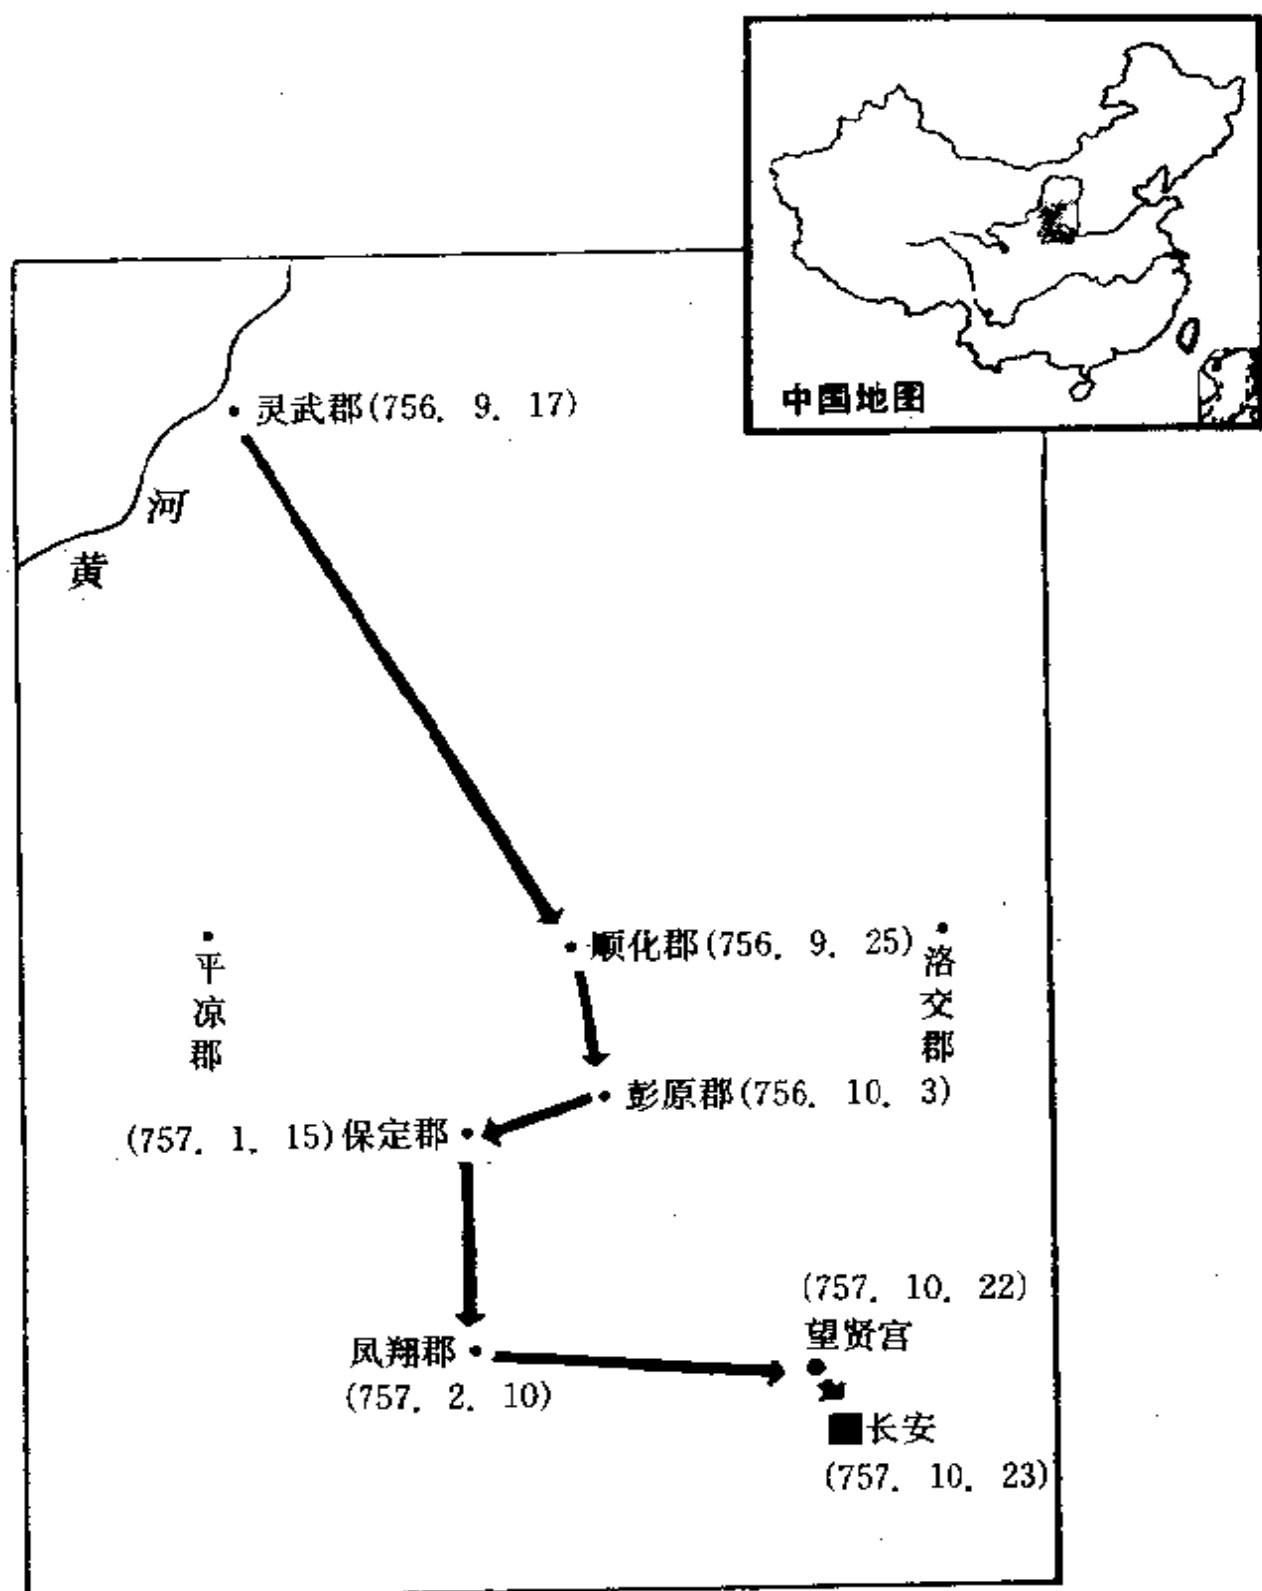 中国地图
灵武郡(756. 9. 17)
河
黄
顺化郡(756. 9. 25)
平凉郡
洛交郡
彭原郡(756. 10. 3)
(757. 1. 15)保定郡
(757. 10. 22)
望贤宫
凤翔郡
(757. 2. 10)
长安
(757. 10. 23)